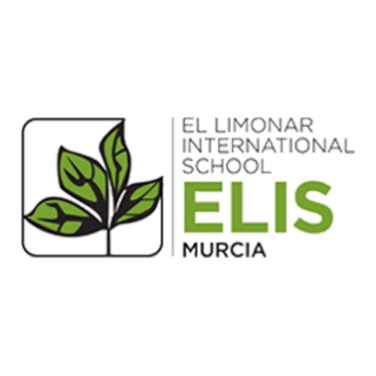 EL LIMONAR
INTERNATIONAL
SCHOOL
ELIS
MURCIA